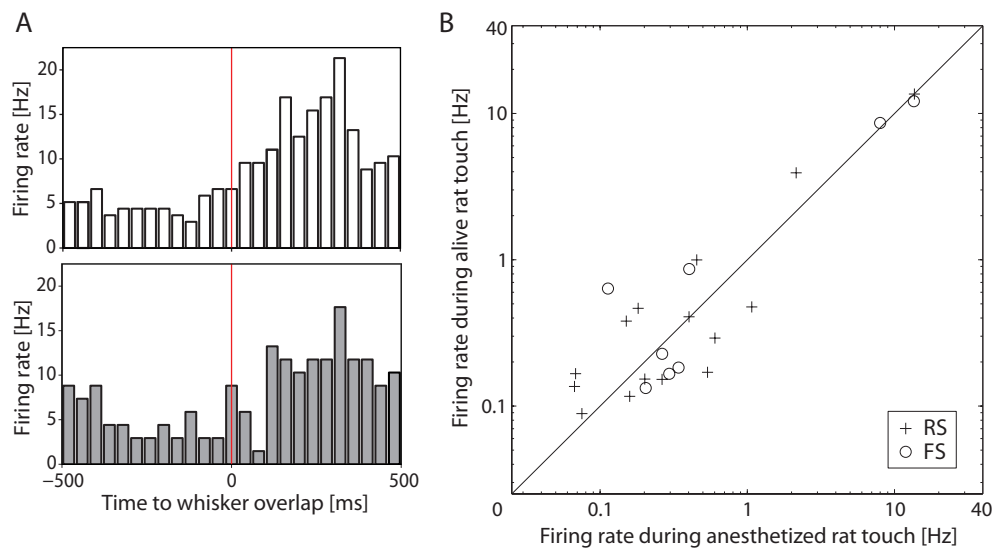 A
Firing rate [Hz]
20
15
10
5
0
Firing rate [Hz]
20
15
10
5
0
−500
0
500
Time to whisker overlap [ms]
B
Firing rate during alive rat touch [Hz]
40
10
1
0.1
0
0.1
1
10
40
Firing rate during anesthetized rat touch [Hz]
RS
FS